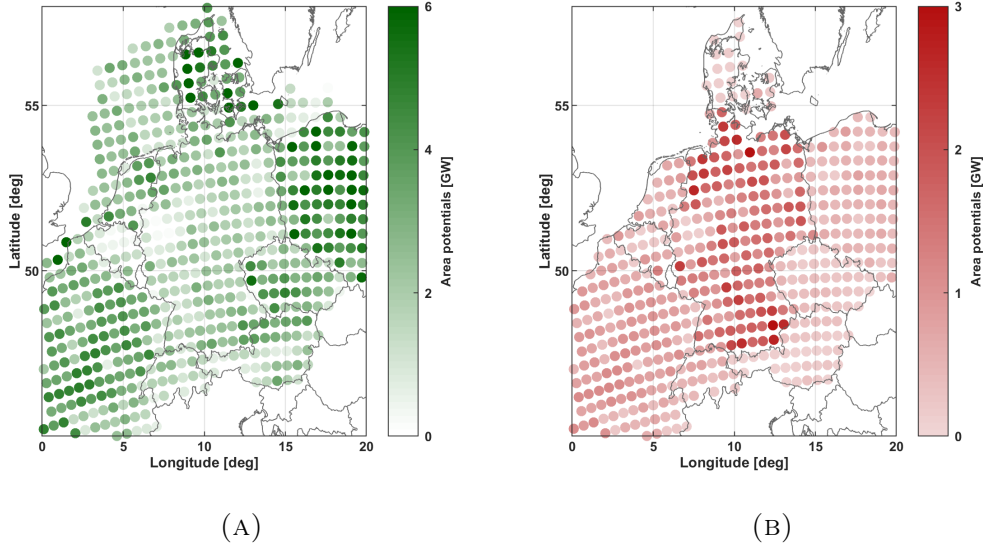 6
55
4
50
2
0
0 5 10 15 20
Latitude [deg]
Longitude [deg]
Area potentials [GW]
(A)
3
55
2
50
1
0
0 5 10 15 20
Latitude [deg]
Longitude [deg]
Area potentials [GW]
(B)